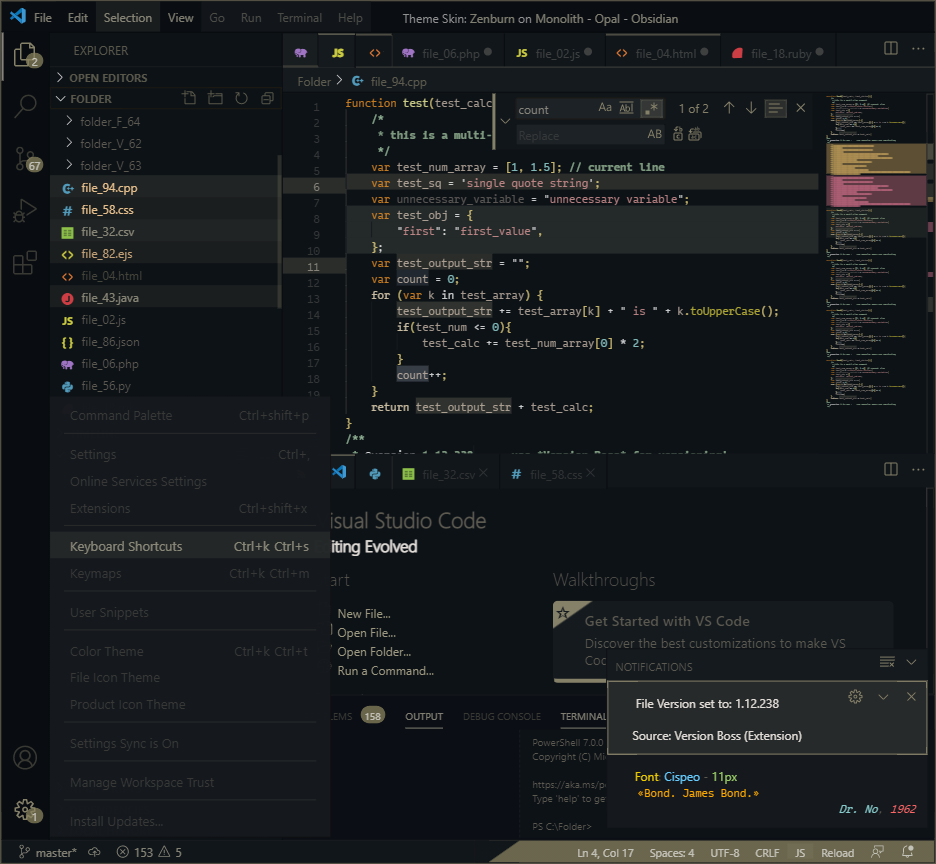 File Edit Selection View Go Run Terminal Help Theme Skin: Zenburn on Monolith - Opal - Obsidian
2
67
1
EXPLORER
OPEN EDITORS
FOLDER
folder_F_64
folder_V_62
folder_V_63
file_94.cpp
file_58.css
file_32.csv
file_82.ejs
file_04.html
file_43.java
file_02.js
file_86.json
file_06.php
file_56.py
Command Palette Ctrl+shift+p
Settings Ctrl+,
Online Services Settings
Extensions Ctrl+shift+x
Keyboard Shortcuts Ctrl+k Ctrl+s
Keymaps Ctrl+k Ctrl+m
User Snippets
Color Theme Ctrl+k Ctrl+t
File Icon Theme
Product Icon Theme
Settings Sync is On
Manage Workspace Trust
Install Updates...
JS file_06.php JS file_02.js file_04.html file_18.ruby
Folder file_94.cpp
count Aa Abl .* 1 of 2
Replace AB
1 function test(test_calc
2 /*
3 * this is a multi-
4 */
5 var test_num_array = [1, 1.5]; // current line
6 var test_sq = 'single quote string';
7 var unnecessary_variable = "unnecessary variable";
8 var test_obj = {
9 "first": "first_value",
10 };
11 var test_output_str = "";
12 var count = 0;
13 for (var k in test_array) {
14 test_output_str += test_array[k] + " is " + k.toUpperCase();
15 if(test_num <= 0){
16 test_calc += test_num_array[0] * 2;
17 }
18 count++;
19 }
return test_output_str + test_calc;
}
/**
file_32.csv # file_58.css
isual Studio Code
iting Evolved
art
New File...
Open File...
Open Folder...
Run a Command...
Walkthroughs
Get Started with VS Code
Discover the best customizations to make VS
Coc
LEMS 158 OUTPUT DEBUG CONSOLE TERMINAL
PowerShell 7.0.0
Copyright (C) Mi
https://aka.ms/p
Type 'help' to ge
PS C:\Folder>
NOTIFICATIONS
File Version set to: 1.12.238
Source: Version Boss (Extension)
Font: Cispeo - 11px
«Bond. James Bond.»
Dr. No, 1962
master* 153 5 Ln 4, Col 17 Spaces: 4 UTF-8 CRLF JS Reload